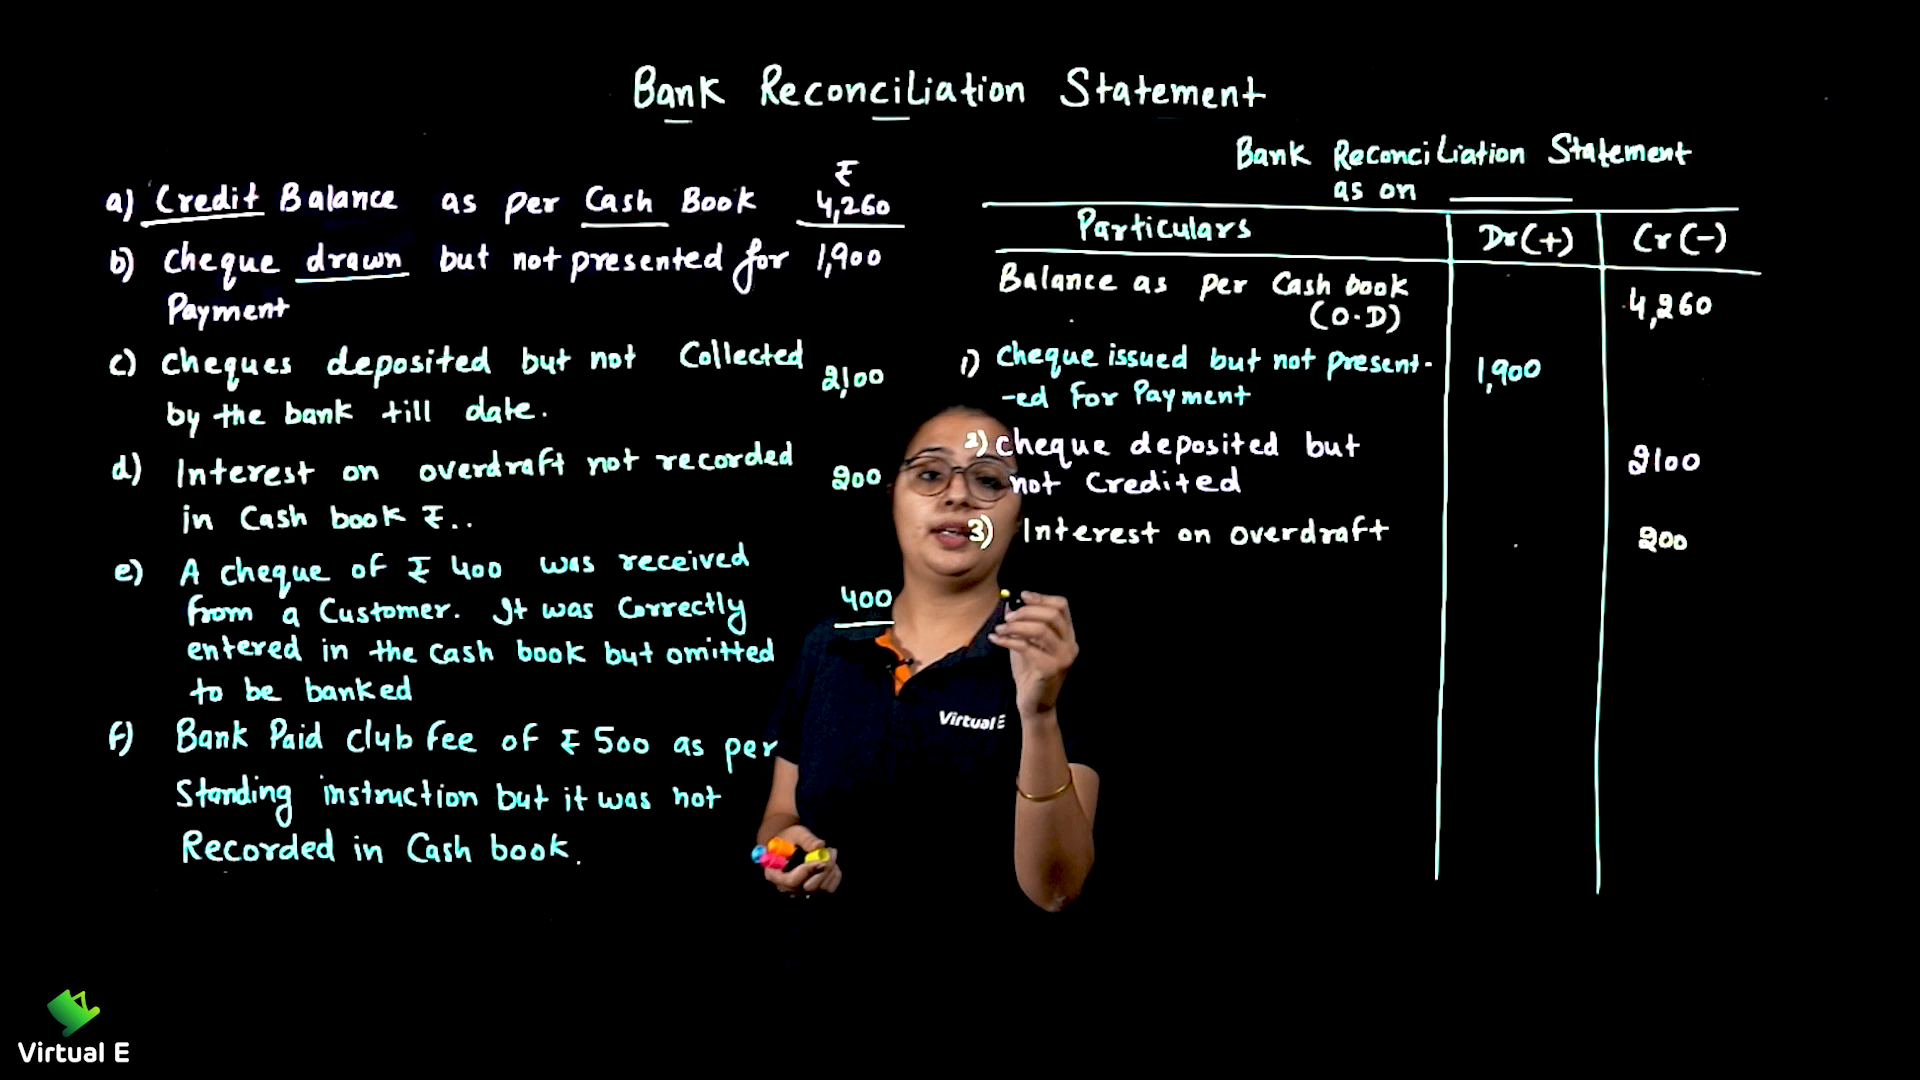 Bank Reconciliation Statement
₹
a) Credit Balance as per Cash Book 4,260
b) cheque drawn but not presented for 1,900
Payment
c) cheques deposited but not Collected
by the bank till date. 2,100
d) Interest on overdraft not recorded
in Cash book ₹.. 200
e) A cheque of ₹ 400 was received
from a Customer. It was Correctly 400
entered in the cash book but omitted
to be banked
f) Bank Paid club fee of ₹ 500 as per
Standing instruction but it was not
Recorded in Cash book.
Bank Reconciliation Statement
as on
Particulars Dr(+) Cr(-)
Balance as per Cash book
(O.D) 4,260
1) Cheque issued but not present- 1,900
-ed For Payment
2) cheque deposited but
not Credited 2100
3) Interest on overdraft 200
Virtual E
Virtual E